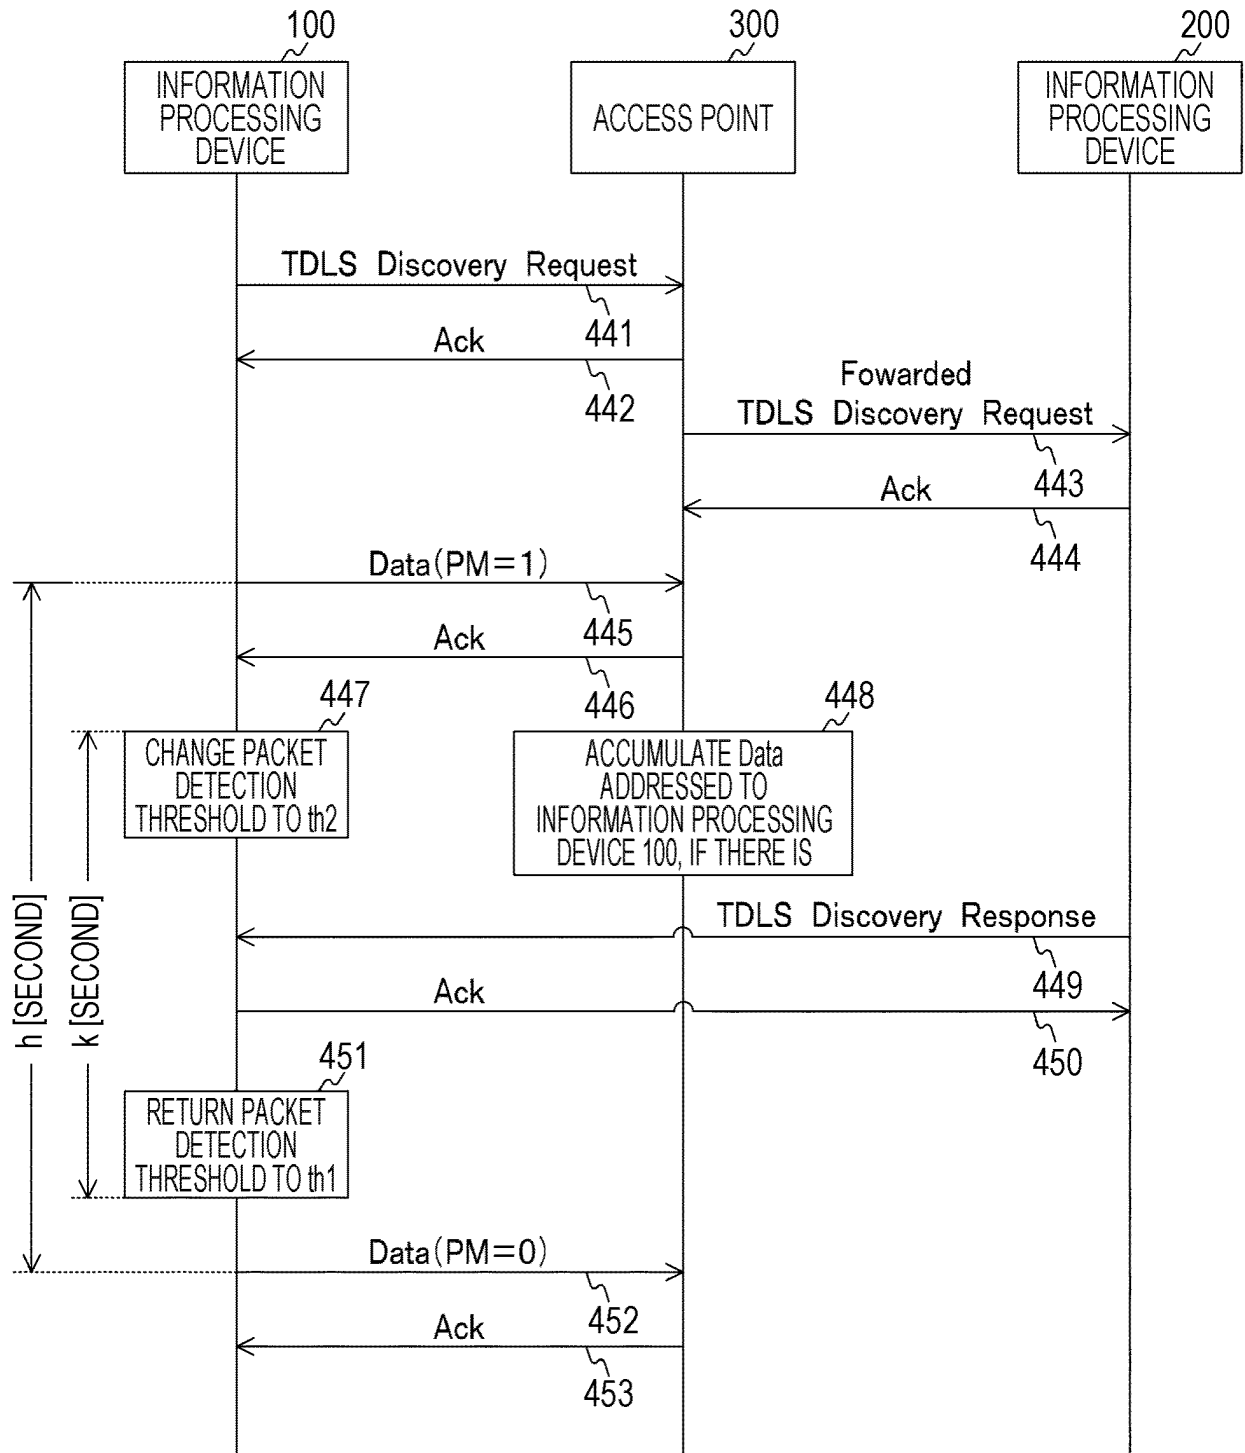 100
300
200
INFORMATION
PROCESSING
DEVICE
ACCESS POINT
INFORMATION
PROCESSING
DEVICE
TDLS Discovery Request
441
Ack
442
Fowarded
TDLS Discovery Request
443
Ack
444
Data(PM=1)
445
Ack
446
447
CHANGE PACKET
DETECTION
THRESHOLD TO th2
448
ACCUMULATE Data
ADDRESSED TO
INFORMATION PROCESSING
DEVICE 100, IF THERE IS
TDLS Discovery Response
449
Ack
450
h [SECOND]
k [SECOND]
451
RETURN PACKET
DETECTION
THRESHOLD TO th1
Data(PM=0)
452
Ack
453